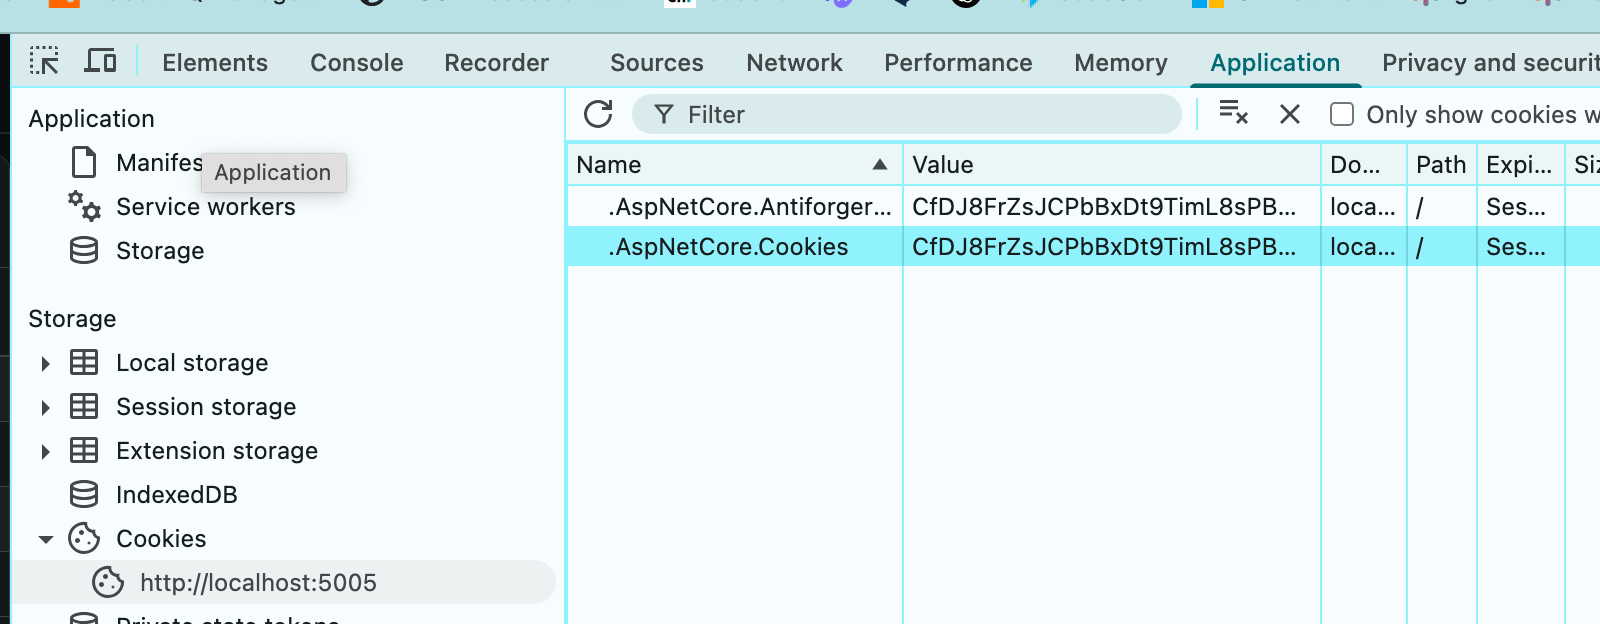 Elements Console Recorder Sources Network Performance Memory Application Privacy and securit
Application
Manifes
Application
Service workers
Storage
Storage
Local storage
Session storage
Extension storage
IndexedDB
Cookies
http://localhost:5005
Filter
Only show cookies w
Name Value Do... Path Expi... Siz
.AspNetCore.Antiforger... CfDJ8FrZsJCPbBxDt9TimL8sPB... loca... / Ses...
.AspNetCore.Cookies CfDJ8FrZsJCPbBxDt9TimL8sPB... loca... / Ses...